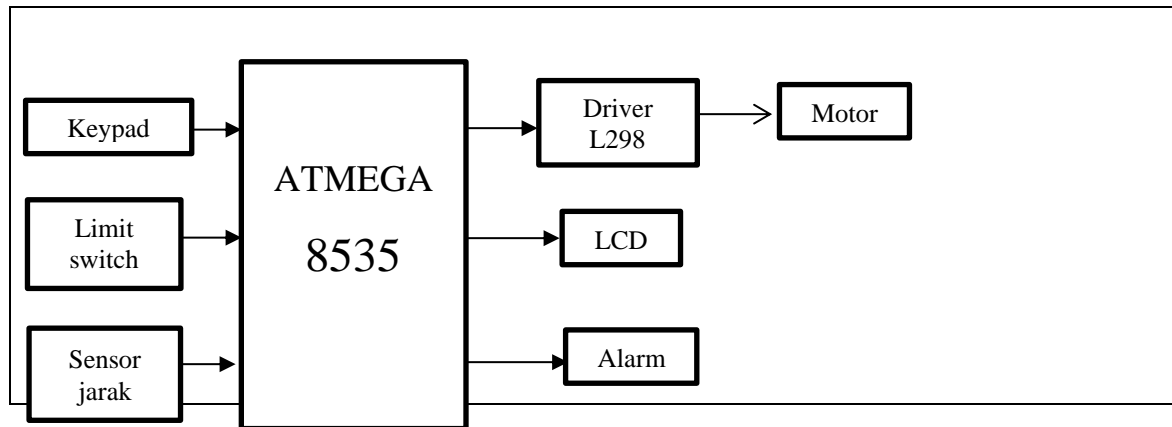 Keypad
Limit
switch
Sensor
jarak
ATMEGA
8535
Driver
L298
Motor
LCD
Alarm